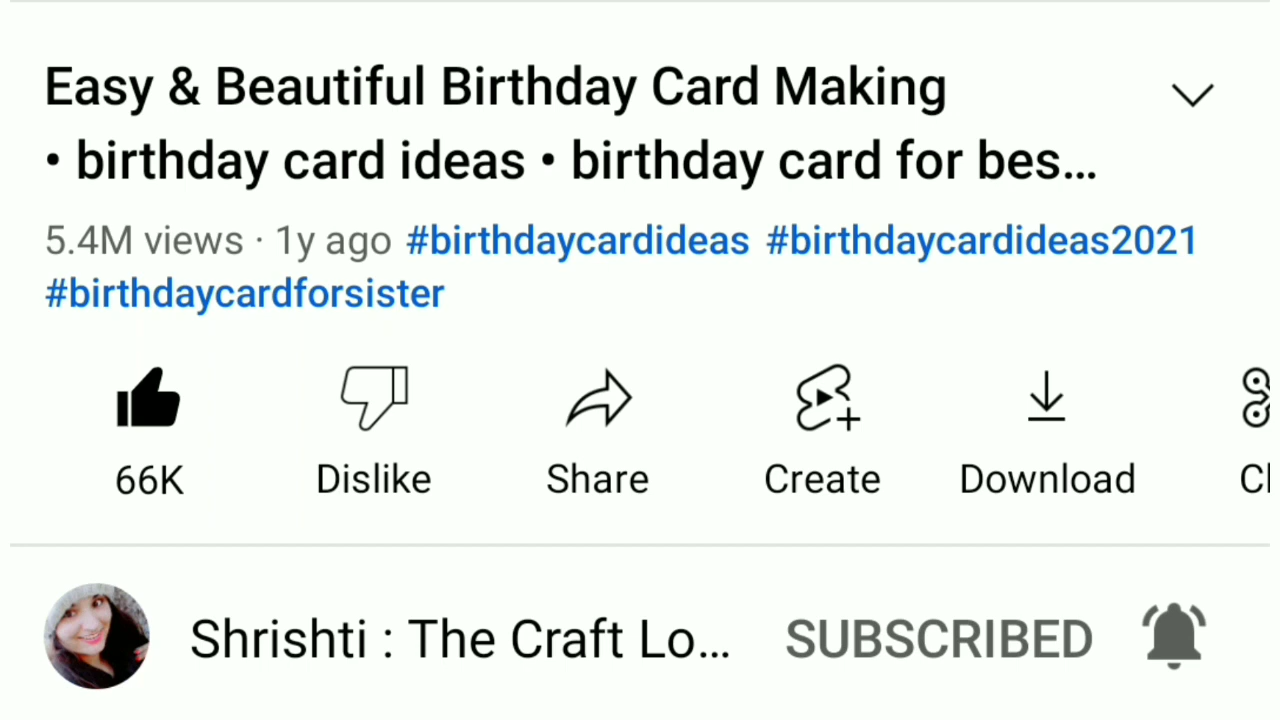 Easy & Beautiful Birthday Card Making
• birthday card ideas • birthday card for bes...
5.4M views · 1y ago #birthdaycardideas #birthdaycardideas2021
#birthdaycardforsister
66K Dislike Share Create Download
Shrishti : The Craft Lo... SUBSCRIBED